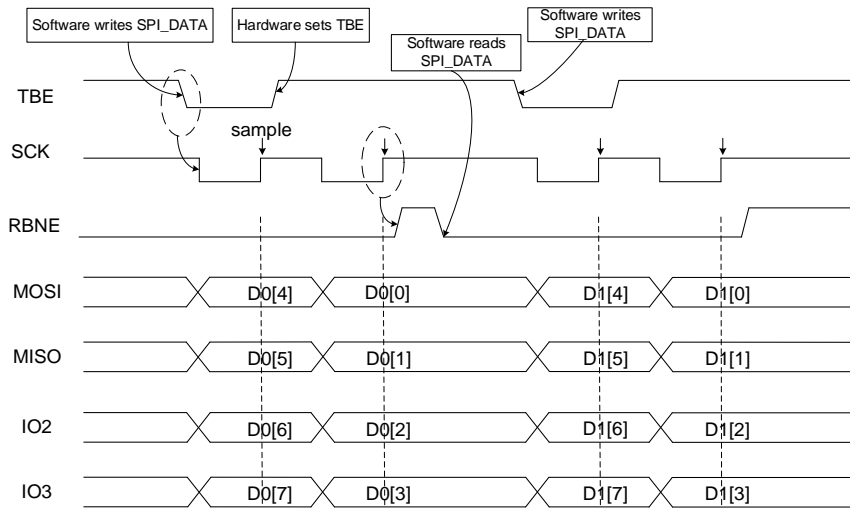 Software writes SPI_DATA
Hardware sets TBE
Software reads
SPI_DATA
Software writes
SPI_DATA
TBE
sample
SCK
RBNE
MOSI D0[4] D0[0] D1[4] D1[0]
MISO D0[5] D0[1] D1[5] D1[1]
IO2 D0[6] D0[2] D1[6] D1[2]
IO3 D0[7] D0[3] D1[7] D1[3]